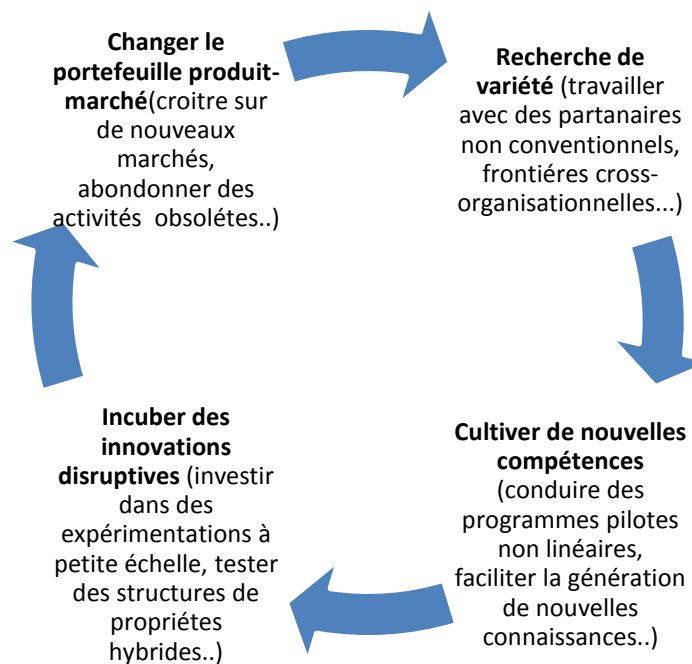 Changer le
portefeuille produit-
marché(croitre sur
de nouveaux
marchés,
abondonner des
activités obsolétes..)
Recherche de
variété (travailler
avec des partanaires
non conventionnels,
frontiéres cross-
organisationnelles...)
Cultiver de nouvelles
compétences
(conduire des
programmes pilotes
non linéaires,
faciliter la génération
de nouvelles
connaissances..)
Incuber des
innovations
disruptives (investir
dans des
expérimentations à
petite échelle, tester
des structures de
propriétes
hybrides..)